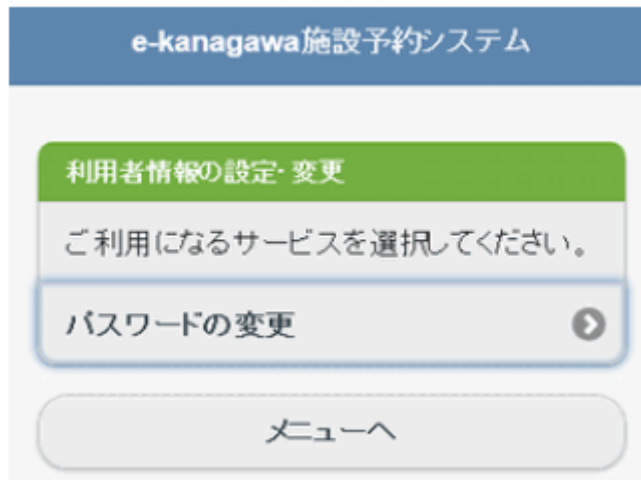 e-kanagawa施設予約システム
利用者情報の設定・変更
ご利用になるサービスを選択してください。
パスワードの変更
メニューへ